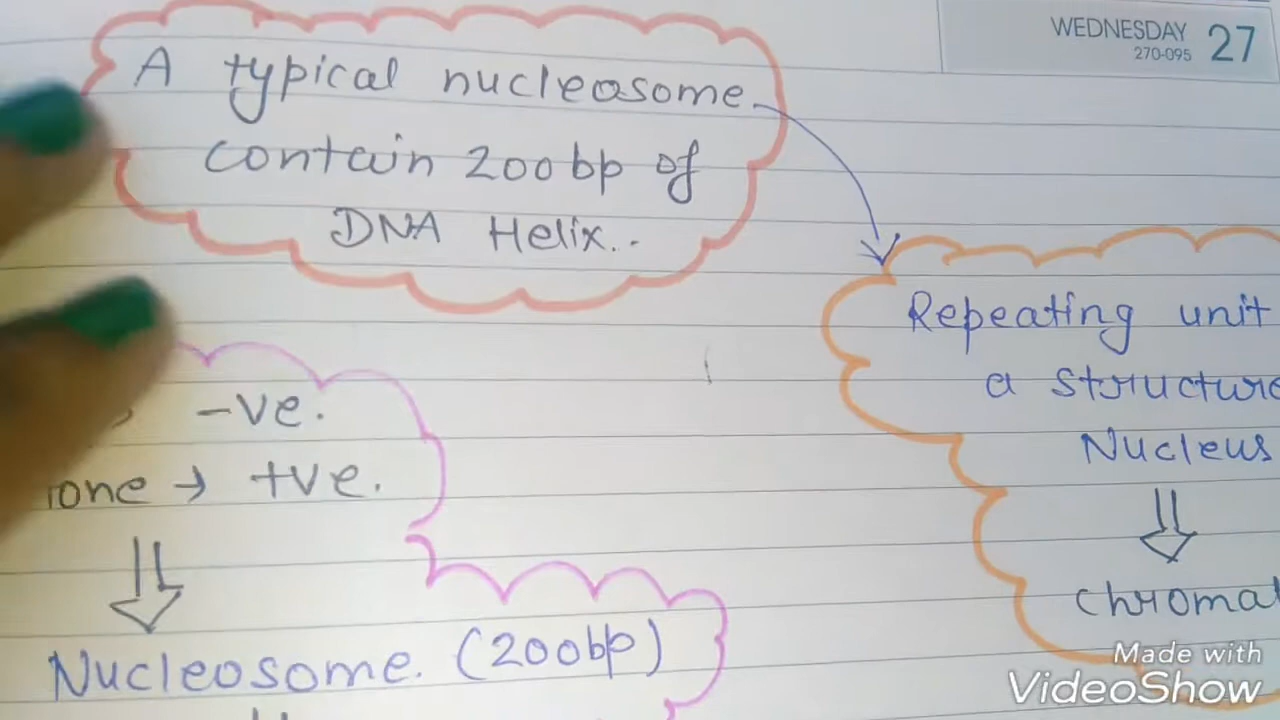 WEDNESDAY 27
270-095
A typical nucleosome
contain 200bp of
DNA Helix..
Repeating unit
a structure
Nucleus
chromat
-ve.
one → +ve.
Nucleosome. (200bp)
Made with
VideoShow